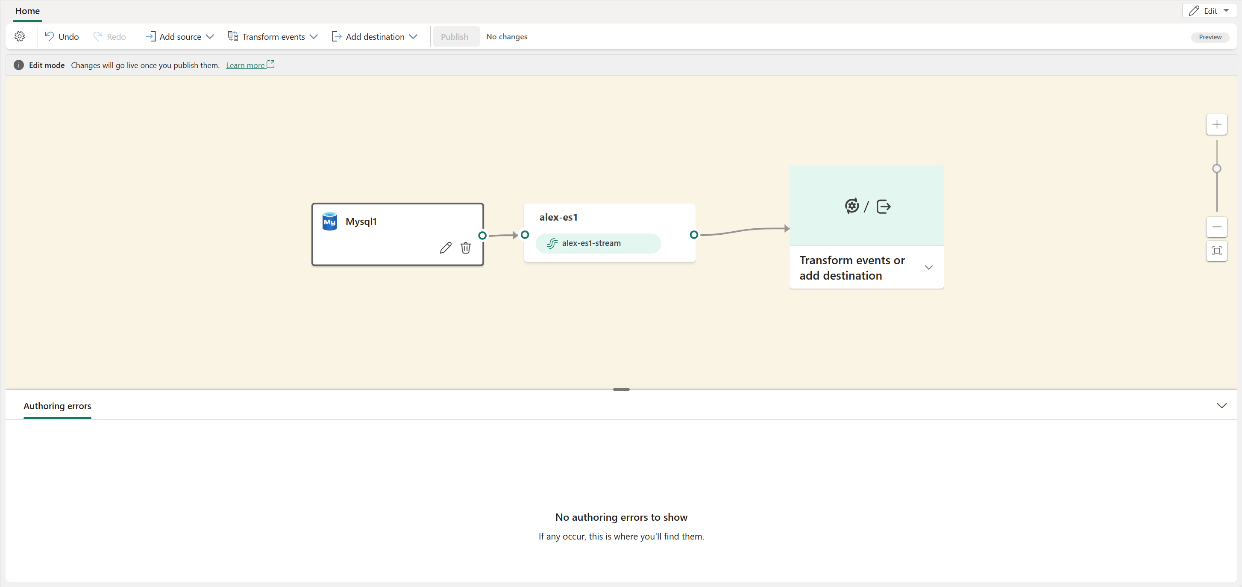 Home
Edit
Undo
Redo
Add source
Transform events
Add destination
Publish
No changes
Preview
Edit mode Changes will go live once you publish them. Learn more
My
Mysql1
alex-es1
alex-es1-stream
/
Transform events or
add destination
Authoring errors
No authoring errors to show
If any occur, this is where you'll find them.